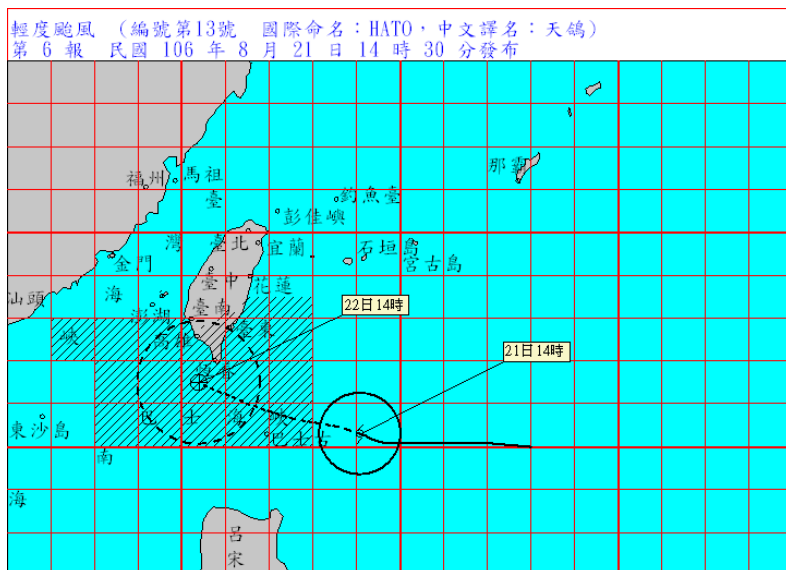 輕度颱風 (編號第13號 國際命名：HATO，中文譯名：天鴿)
第 6 報 民國 106 年 8 月 21 日 14 時 30 分發布
那霸
福州
馬祖
臺
釣魚臺
彭佳嶼
灣
臺北
宜蘭
石垣島
宮古島
金門
臺中
花蓮
汕頭
海
澎湖
臺南
22日14時
峽
高雄
臺東
21日14時
恆春
東沙島
巴士海峽
巴士古
南
海
呂
宋